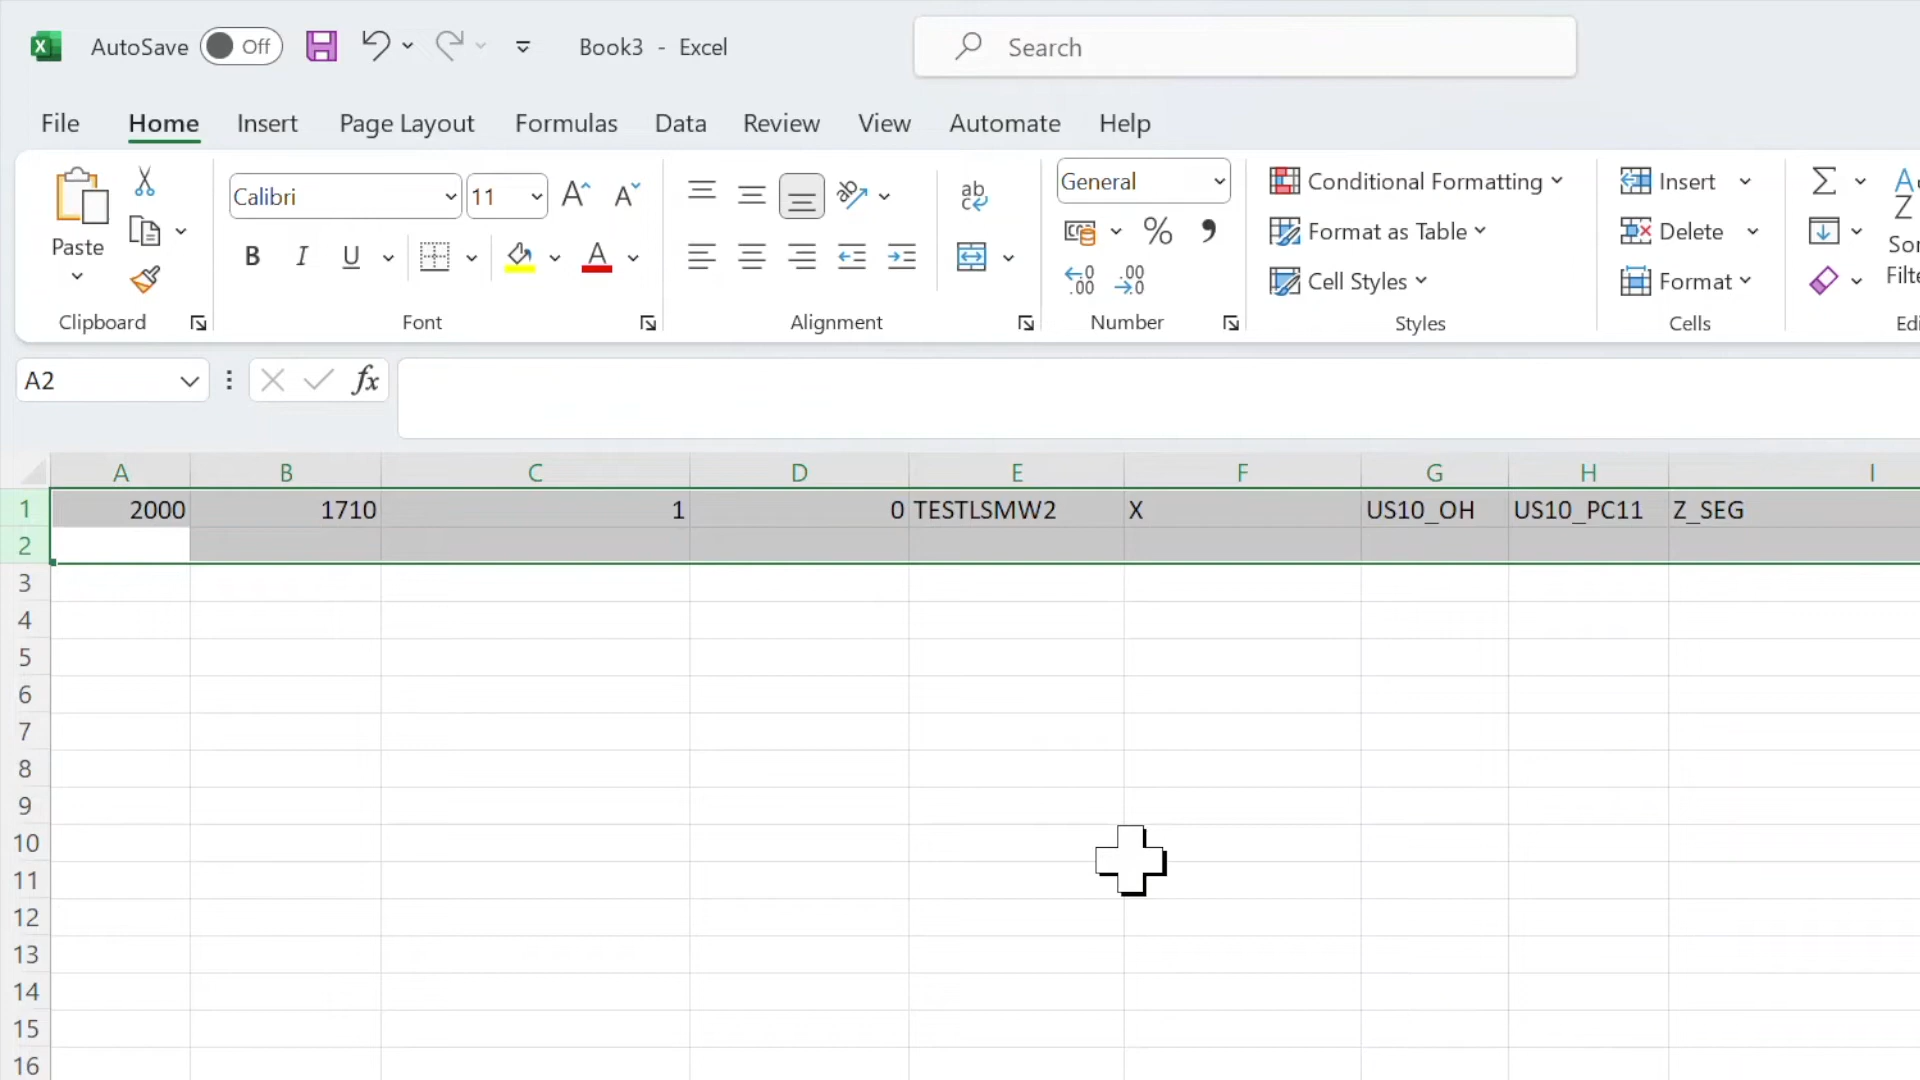 AutoSave Off Book3 - Excel Search
File Home Insert Page Layout Formulas Data Review View Automate Help
Paste
Clipboard
Calibri 11
B I U A
Font
ab
Alignment
General
% 9
Number
Conditional Formatting
Format as Table
Cell Styles
Styles
Insert
Delete
Format
Cells
A2 fx
A B C D E F G H I
1 2000 1710 1 0 TESTLSMW2 X US10_OH US10_PC11 Z_SEG
2
3
4
5
6
7
8
9
10
11
12
13
14
15
16